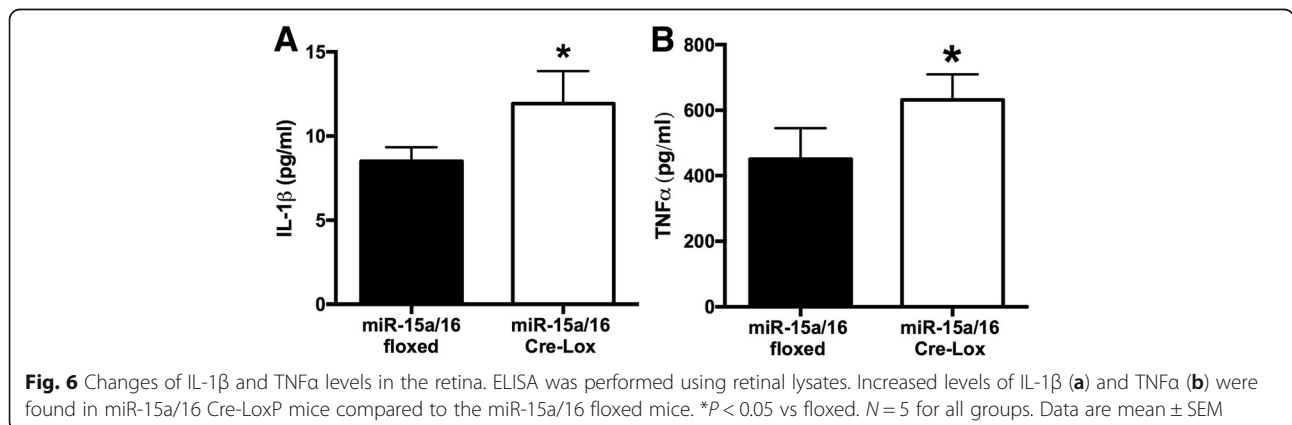 A
B
*
*
15
10
5
0
IL-1β (pg/ml)
miR-15a/16 floxed
miR-15a/16 Cre-Lox
800
600
400
200
0
TNFα (pg/ml)
miR-15a/16 floxed
miR-15a/16 Cre-Lox
Fig. 6 Changes of IL-1β and TNFα levels in the retina. ELISA was performed using retinal lysates. Increased levels of IL-1β (a) and TNFα (b) were
found in miR-15a/16 Cre-LoxP mice compared to the miR-15a/16 floxed mice. *P < 0.05 vs floxed. N = 5 for all groups. Data are mean ± SEM